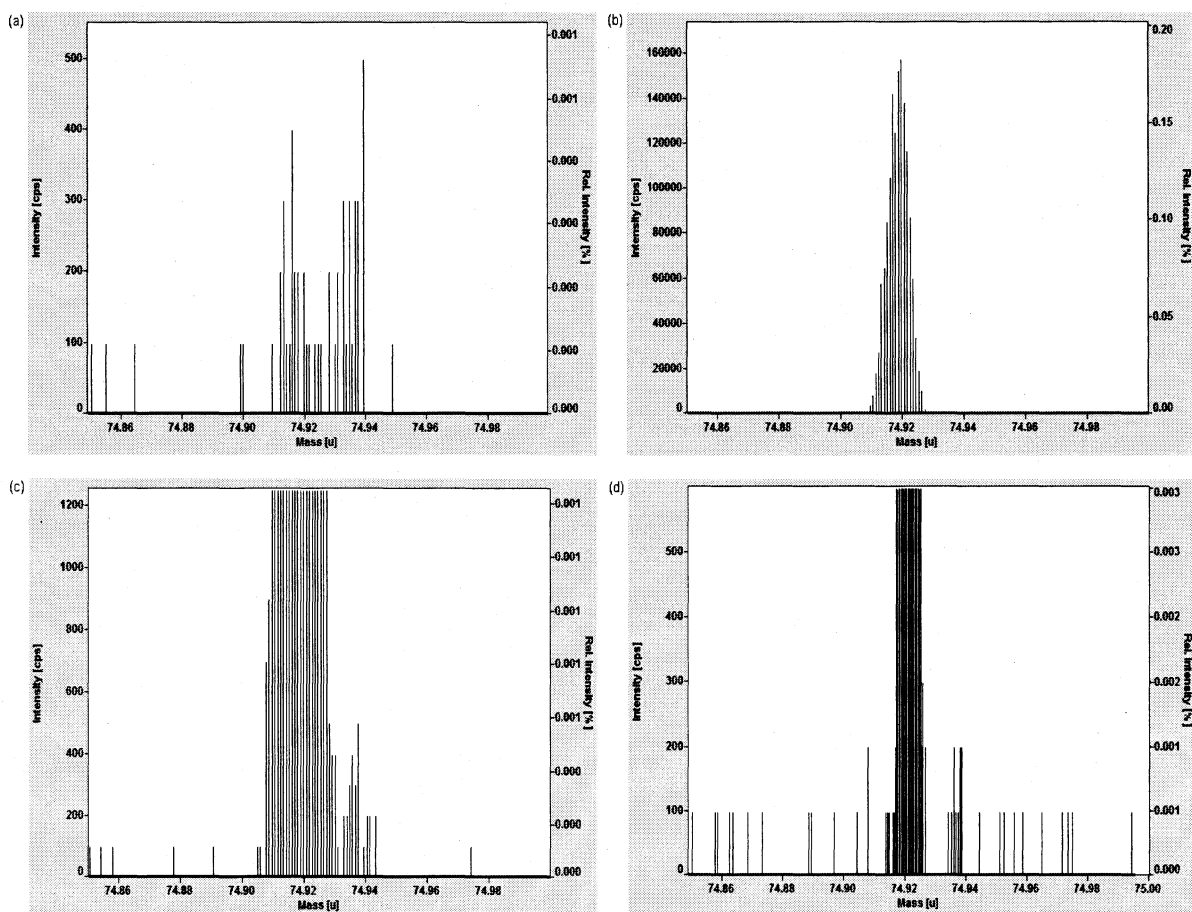 (a)
500
400
300
200
100
0
Intensity [cps]
0.001
0.001
0.000
0.000
0.000
0.000
0.000
Rel. Intensity [%]
74.86 74.88 74.90 74.92 74.94 74.96 74.98
Mass [u]
(b)
160000
140000
120000
100000
80000
60000
40000
20000
0
Intensity [cps]
0.20
0.15
0.10
0.05
0.00
Rel. Intensity [%]
74.86 74.88 74.90 74.92 74.94 74.96 74.98
Mass [u]
(c)
1200
1000
800
600
400
200
0
Intensity [cps]
0.001
0.001
0.001
0.001
0.001
0.000
0.000
0.000
Rel. Intensity [%]
74.86 74.88 74.90 74.92 74.94 74.96 74.98
Mass [u]
(d)
500
400
300
200
100
0
Intensity [cps]
0.003
0.003
0.002
0.002
0.001
0.001
0.000
Rel. Intensity [%]
74.86 74.88 74.90 74.92 74.94 74.96 74.98 75.00
Mass [u]